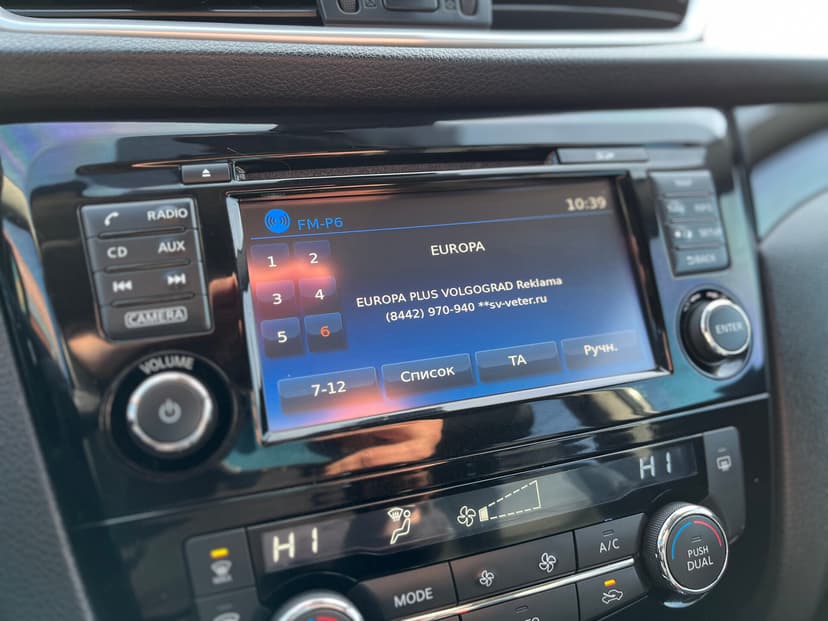 RADIO
CD AUX
CAMERA
VOLUME
FM-P6 10:39
1 2
3 4
5 6
EUROPA
EUROPA PLUS VOLGOGRAD Reklama
(8442) 970-940 **sv-veter.ru
7-12 Список TA Ручн.
BACK
ENTER
HI HI
MODE
A/C
PUSH
DUAL